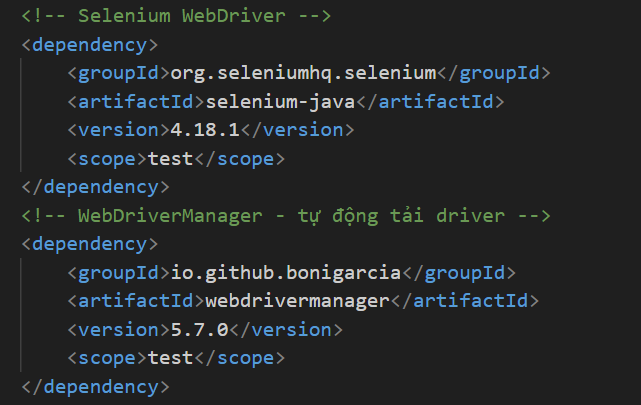 <!-- Selenium WebDriver -->
<dependency>
    <groupId>org.seleniumhq.selenium</groupId>
    <artifactId>selenium-java</artifactId>
    <version>4.18.1</version>
    <scope>test</scope>
</dependency>
<!-- WebDriverManager - tự động tải driver -->
<dependency>
    <groupId>io.github.bonigarcia</groupId>
    <artifactId>webdrivermanager</artifactId>
    <version>5.7.0</version>
    <scope>test</scope>
</dependency>